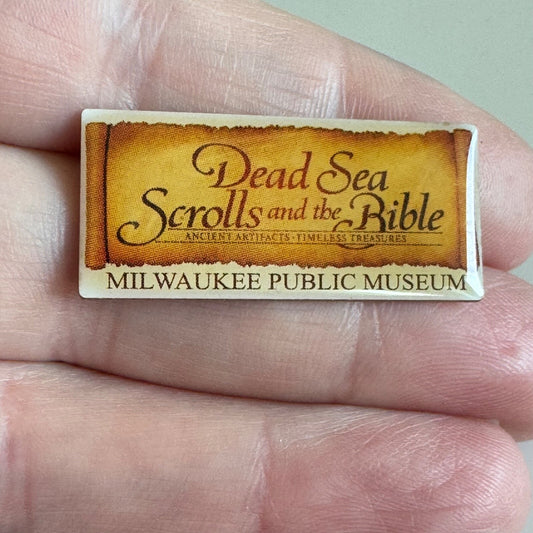 Dead Sea
Scrolls and the Bible
ANCIENT ARTIFACTS • TIMELESS TREASURES
MILWAUKEE PUBLIC MUSEUM